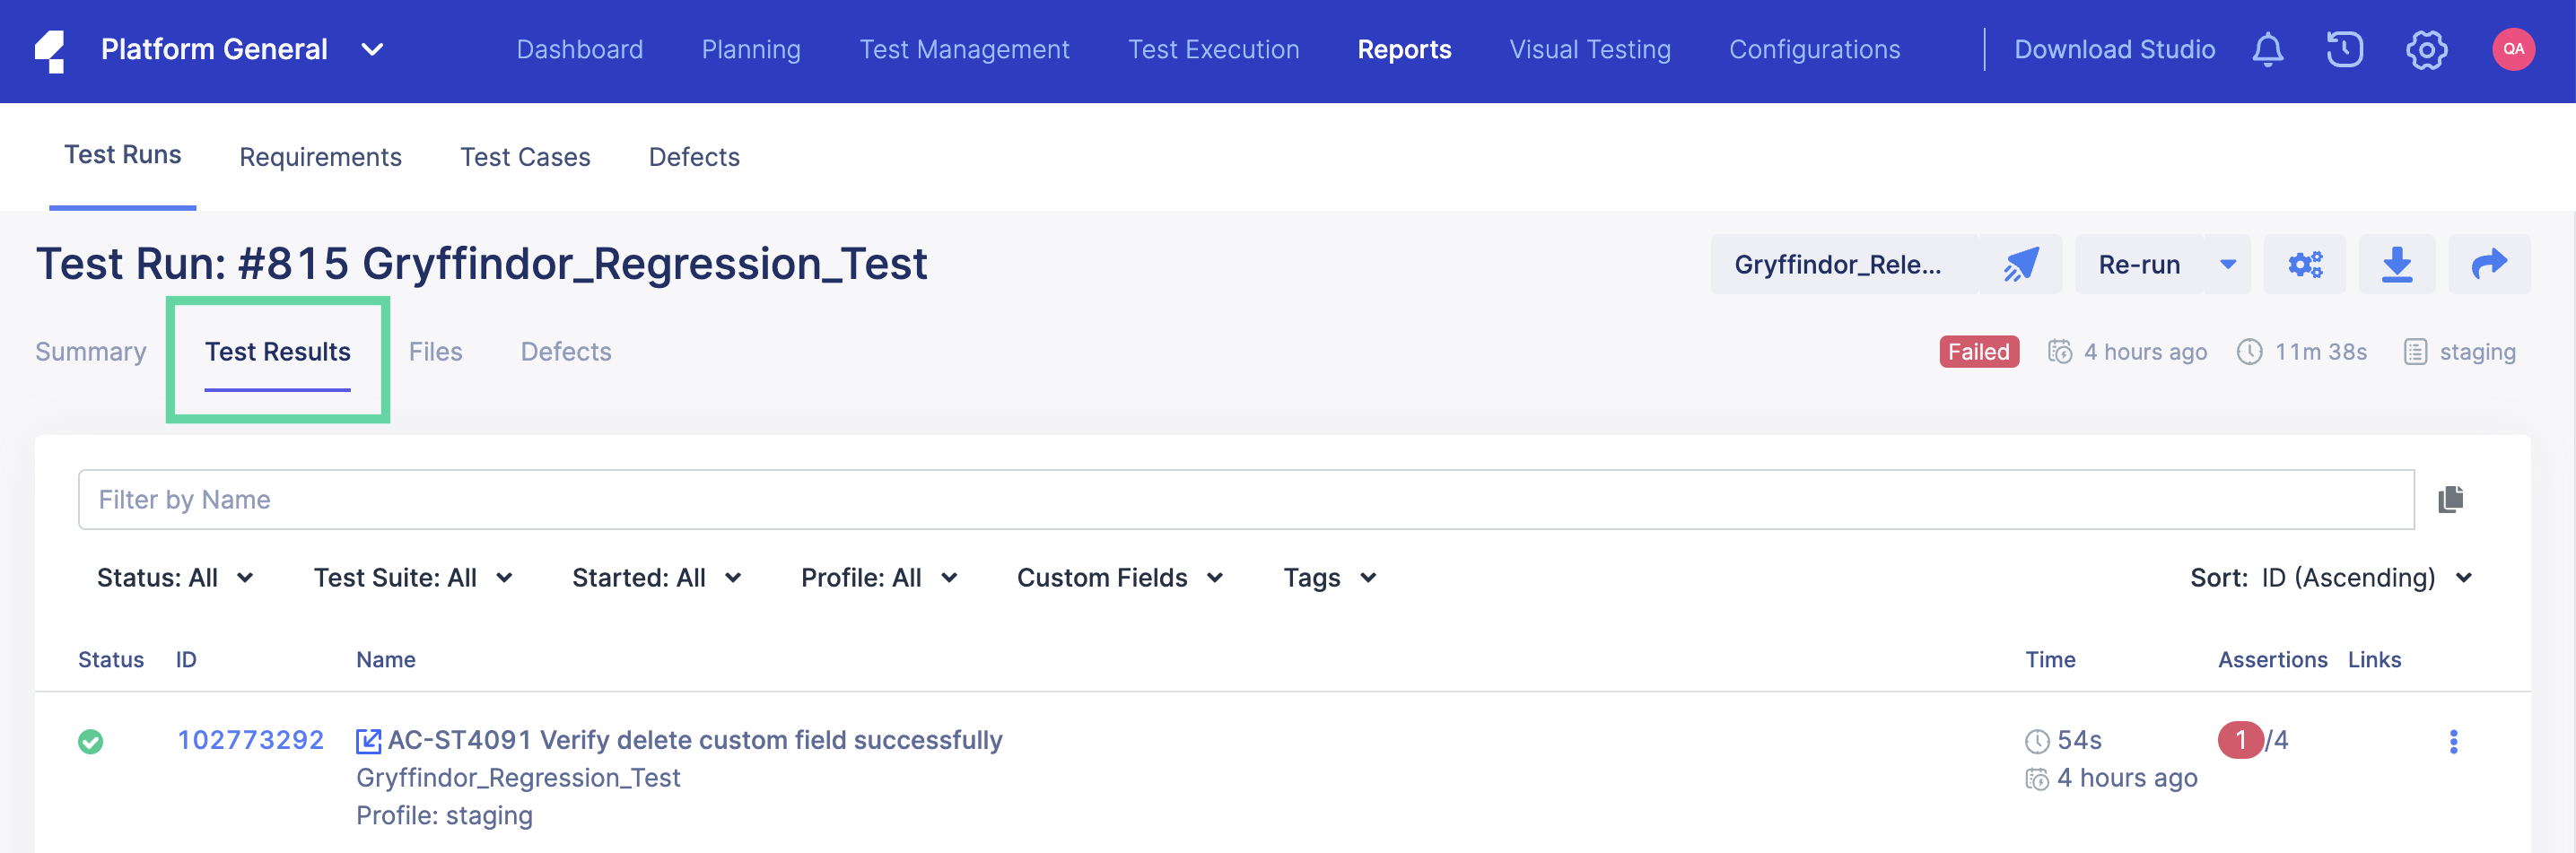 Platform General Dashboard Planning Test Management Test Execution Reports Visual Testing Configurations Download Studio QA
Test Runs Requirements Test Cases Defects
Test Run: #815 Gryffindor_Regression_Test Gryffindor_Rele... Re-run
Summary Test Results Files Defects Failed 4 hours ago 11m 38s staging
Filter by Name
Status: All Test Suite: All Started: All Profile: All Custom Fields Tags Sort: ID (Ascending)
Status ID Name Time Assertions Links
102773292 AC-ST4091 Verify delete custom field successfully 54s 1/4
Gryffindor_Regression_Test 4 hours ago
Profile: staging